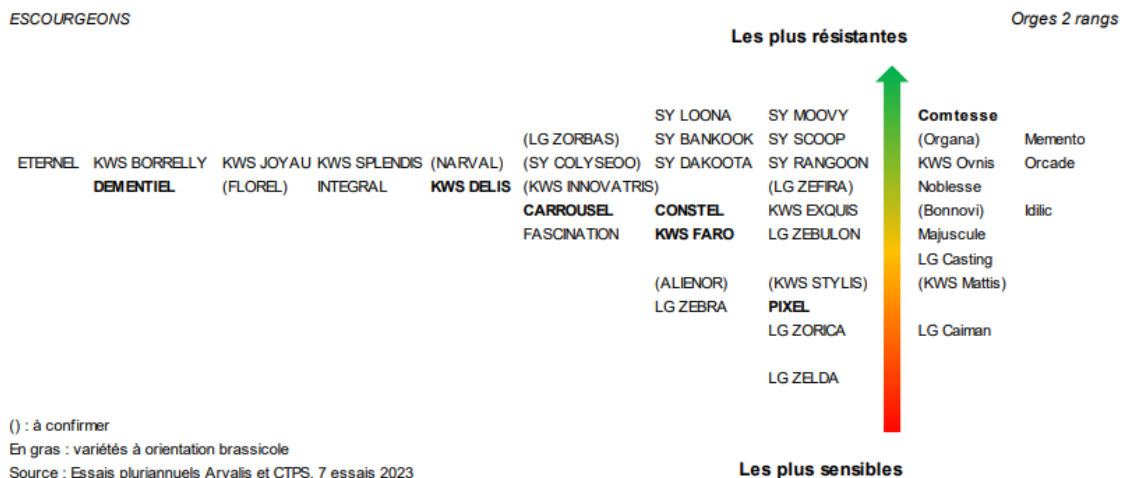 ESCOURGEONS Orges 2 rangs
Les plus résistantes
SY LOONA SY MOOVY Comtesse
(LG ZORBAS) SY BANKOOK SY SCOOP (Organa) Memento
ETERNEL KWS BORRELLY KWS JOYAU KWS SPLENDIS (NARVAL) (SY COLYSEOO) SY DAKOOTA SY RANGOON KWS Ovnis Orcade
DEMENTIEL (FLOREL) INTEGRAL KWS DELIS (KWS INNOVATRIS) (LG ZEFIRA) Noblesse
CARROUSEL CONSTEL KWS EXQUIS (Bonnovi) Idilic
FASCINATION KWS FARO LG ZEBULON Majuscule
LG Casting
(ALIENOR) (KWS STYLIS) (KWS Mattis)
LG ZEBRA PIXEL
LG ZORICA LG Caiman
LG ZELDA
() : à confirmer
En gras : variétés à orientation brassicole
Source : Essais pluriannuels Arvalis et CTPS, 7 essais 2023
Les plus sensibles